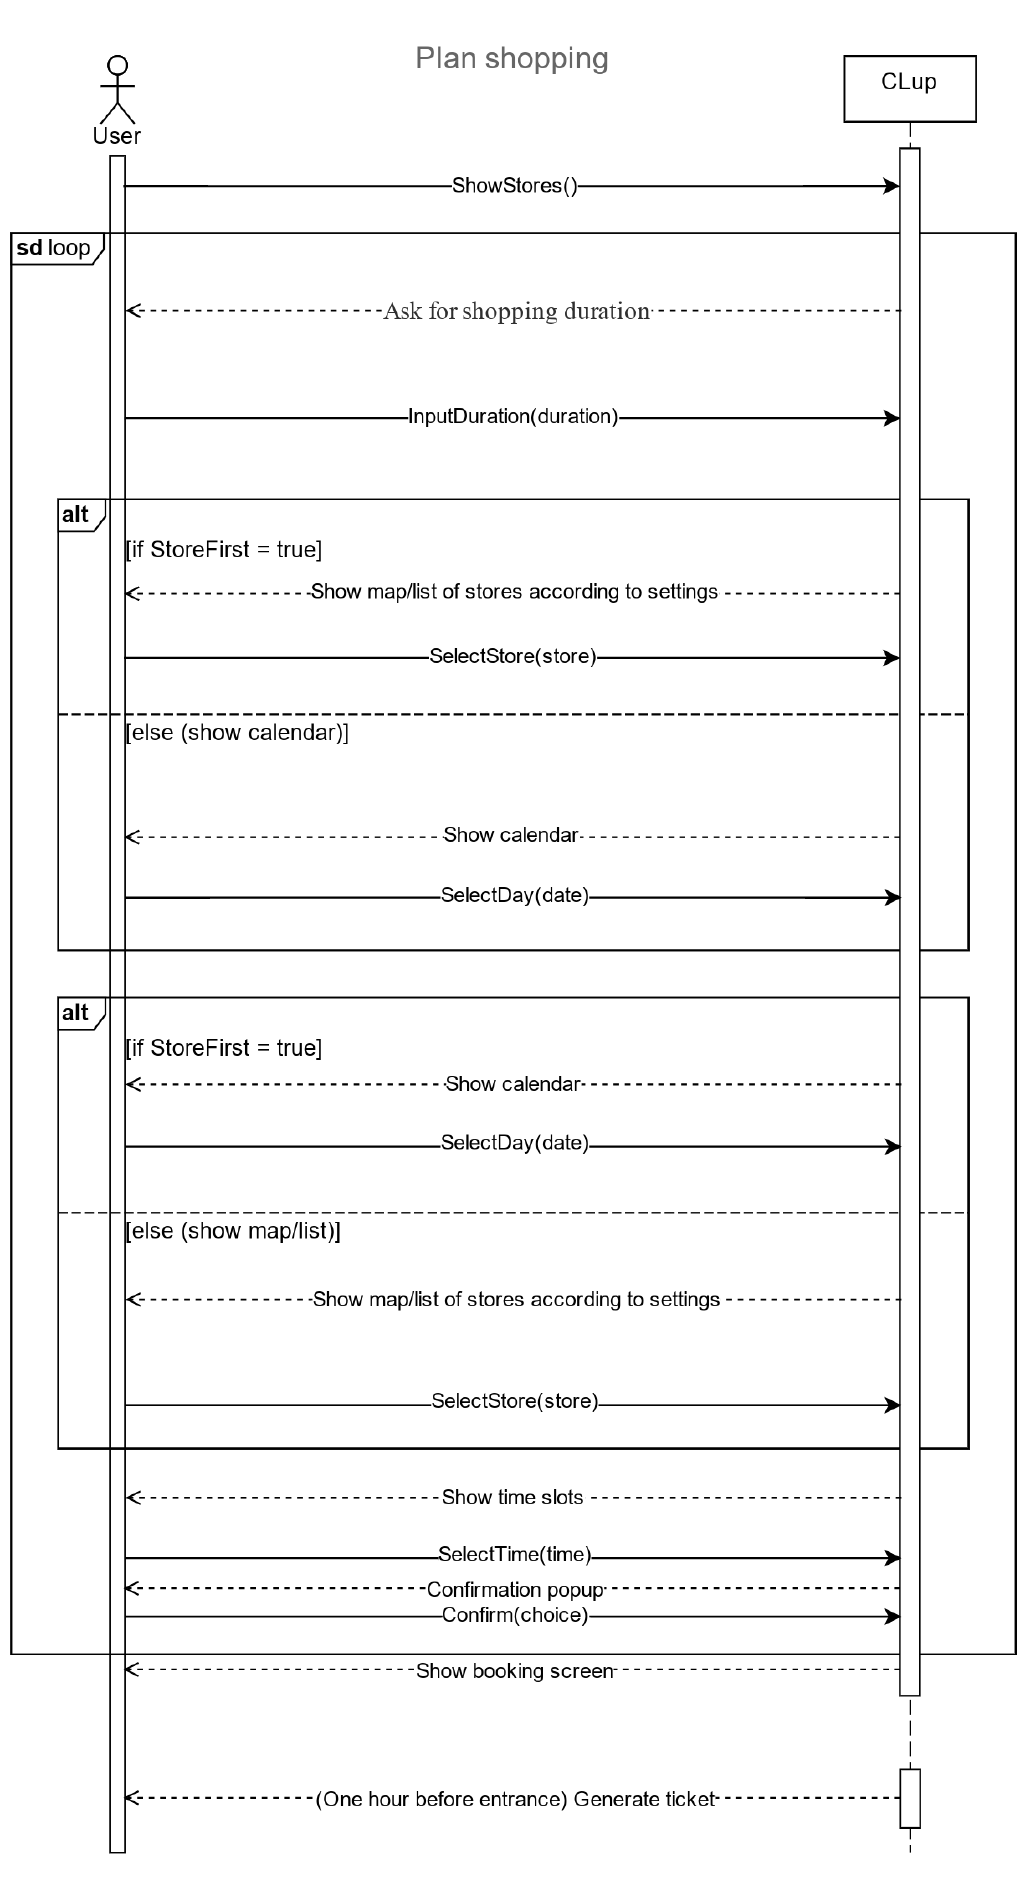 Plan shopping
User
CLup
ShowStores()
sd loop
Ask for shopping duration
InputDuration(duration)
alt
[if StoreFirst = true]
Show map/list of stores according to settings
SelectStore(store)
[else (show calendar)]
Show calendar
SelectDay(date)
alt
[if StoreFirst = true]
Show calendar
SelectDay(date)
[else (show map/list)]
Show map/list of stores according to settings
SelectStore(store)
Show time slots
SelectTime(time)
Confirmation popup
Confirm(choice)
Show booking screen
(One hour before entrance) Generate ticket